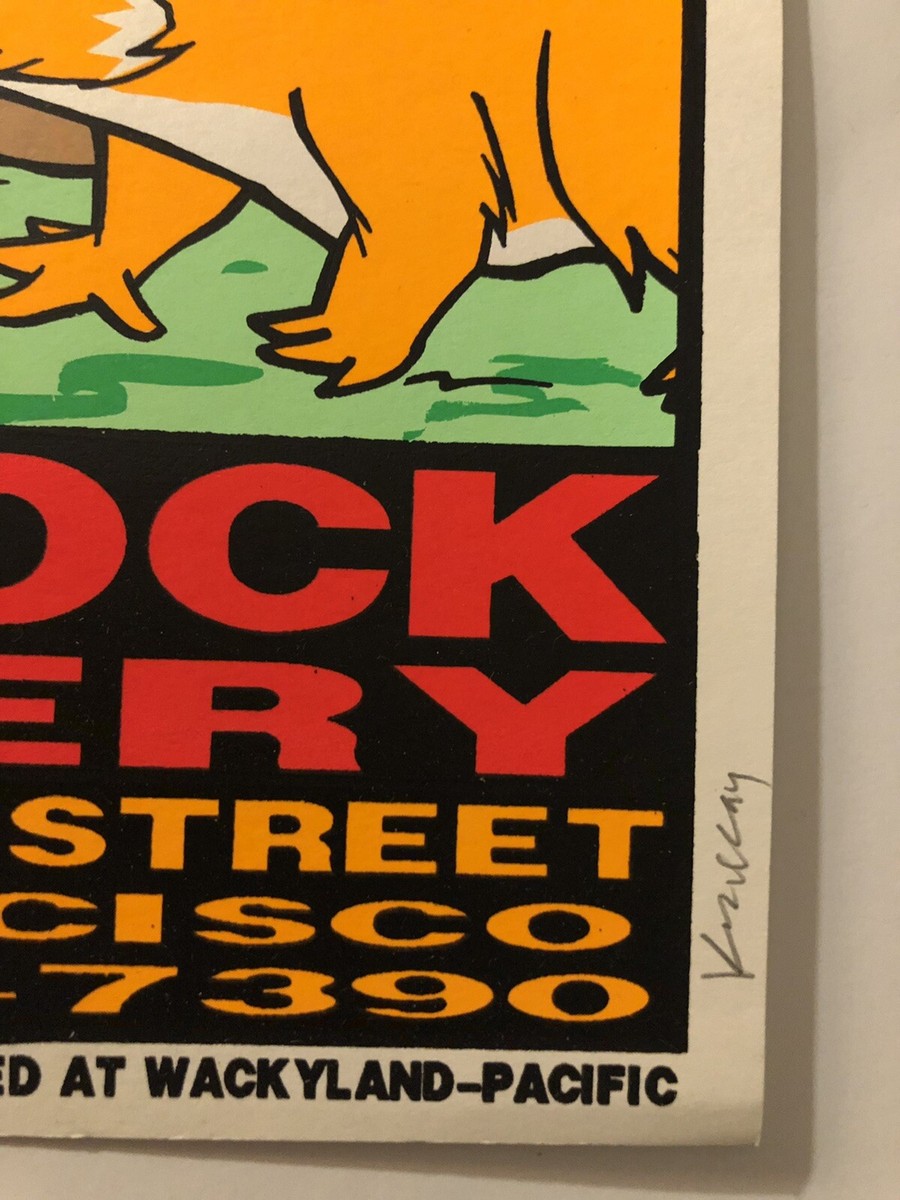 OCK
ERY
STREET
CISCO
-7390
ED AT WACKYLAND-PACIFIC